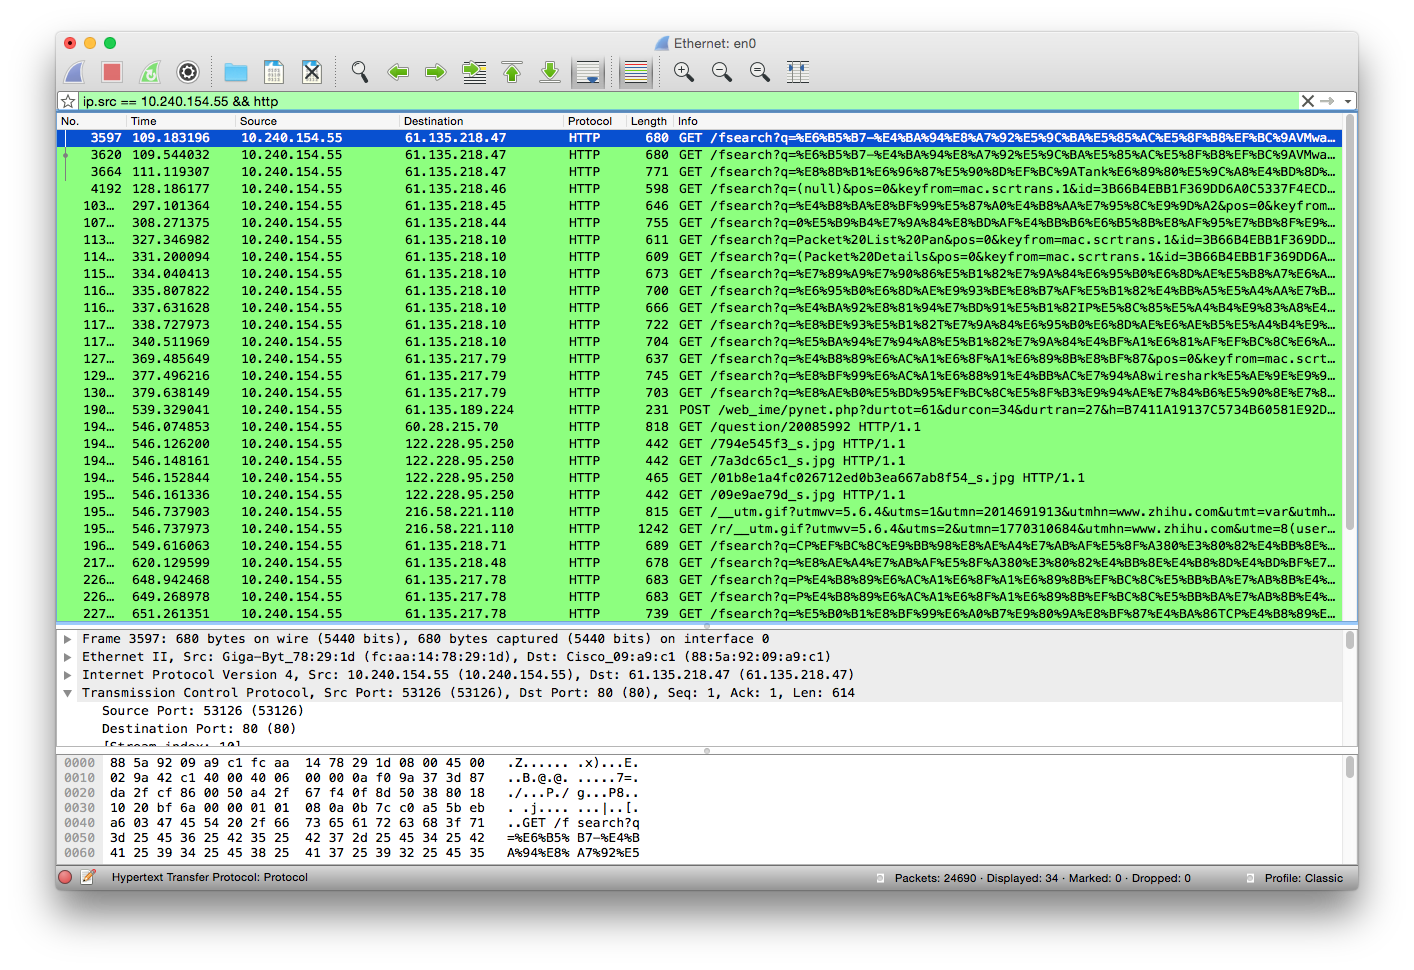 Ethernet: en0
ip.src == 10.240.154.55 && http
No. Time Source Destination Protocol Length Info
3597 109.183196 10.240.154.55 61.135.218.47 HTTP 680 GET /fsearch?q=%E6%B5%B7-%E4%BA%94%E8%A7%92%E5%9C%BA%E5%85%AC%E5%8F%B8%EF%BC%9AVMwa…
3620 109.544032 10.240.154.55 61.135.218.47 HTTP 680 GET /fsearch?q=%E6%B5%B7-%E4%BA%94%E8%A7%92%E5%9C%BA%E5%85%AC%E5%8F%B8%EF%BC%9AVMwa…
3664 111.119307 10.240.154.55 61.135.218.47 HTTP 771 GET /fsearch?q=%E8%8B%B1%E6%96%87%E5%90%8D%EF%BC%9ATank%E6%89%80%E5%9C%A8%E4%BD%8D%…
4192 128.186177 10.240.154.55 61.135.218.46 HTTP 598 GET /fsearch?q=(null)&pos=0&keyfrom=mac.scrtrans.1&id=3B66B4EBB1F369DD6A0C5337F4ECD…
103… 297.101364 10.240.154.55 61.135.218.45 HTTP 646 GET /fsearch?q=%E4%B8%BA%E8%BF%99%E5%87%A0%E4%B8%AA%E7%95%8C%E9%9D%A2&pos=0&keyfrom…
107… 308.271375 10.240.154.55 61.135.218.44 HTTP 755 GET /fsearch?q=0%E5%B9%B4%E7%9A%84%E8%BD%AF%E4%BB%B6%E6%B5%8B%E8%AF%95%E7%BB%8F%E9%…
113… 327.346982 10.240.154.55 61.135.218.10 HTTP 611 GET /fsearch?q=Packet%20List%20Pan&pos=0&keyfrom=mac.scrtrans.1&id=3B66B4EBB1F369DD…
114… 331.200094 10.240.154.55 61.135.218.10 HTTP 609 GET /fsearch?q=(Packet%20Details&pos=0&keyfrom=mac.scrtrans.1&id=3B66B4EBB1F369DD6A…
115… 334.040413 10.240.154.55 61.135.218.10 HTTP 673 GET /fsearch?q=%E7%89%A9%E7%90%86%E5%B1%82%E7%9A%84%E6%95%B0%E6%8D%AE%E5%B8%A7%E6%A…
116… 335.807822 10.240.154.55 61.135.218.10 HTTP 700 GET /fsearch?q=%E6%95%B0%E6%8D%AE%E9%93%BE%E8%B7%AF%E5%B1%82%E4%BB%A5%E5%A4%AA%E7%B…
116… 337.631628 10.240.154.55 61.135.218.10 HTTP 666 GET /fsearch?q=%E4%BA%92%E8%81%94%E7%BD%91%E5%B1%82IP%E5%8C%85%E5%A4%B4%E9%83%A8%E4…
117… 338.727973 10.240.154.55 61.135.218.10 HTTP 722 GET /fsearch?q=%E8%BE%93%E5%B1%82T%E7%9A%84%E6%95%B0%E6%8D%AE%E6%AE%B5%E5%A4%B4%E9%…
117… 340.511969 10.240.154.55 61.135.218.10 HTTP 704 GET /fsearch?q=%E5%BA%94%E7%94%A8%E5%B1%82%E7%9A%84%E4%BF%A1%E6%81%AF%EF%BC%8C%E6%A…
127… 369.485649 10.240.154.55 61.135.217.79 HTTP 637 GET /fsearch?q=%E4%B8%89%E6%AC%A1%E6%8F%A1%E6%89%8B%E8%BF%87&pos=0&keyfrom=mac.scrt…
129… 377.496216 10.240.154.55 61.135.217.79 HTTP 745 GET /fsearch?q=%E8%BF%99%E6%AC%A1%E6%88%91%E4%BB%AC%E7%94%A8wireshark%E5%AE%9E%E9%9…
130… 379.638149 10.240.154.55 61.135.217.79 HTTP 703 GET /fsearch?q=%E8%AE%B0%E5%BD%95%EF%BC%8C%E5%8F%B3%E9%94%AE%E7%84%B6%E5%90%8E%E7%8…
190… 539.329041 10.240.154.55 61.135.189.224 HTTP 231 POST /web_ime/pynet.php?durtot=61&durcon=34&durtran=27&h=B7411A19137C5734B60581E92D…
194… 546.074853 10.240.154.55 60.28.215.70 HTTP 818 GET /question/20085992 HTTP/1.1
194… 546.126200 10.240.154.55 122.228.95.250 HTTP 442 GET /794e545f3_s.jpg HTTP/1.1
194… 546.148161 10.240.154.55 122.228.95.250 HTTP 442 GET /7a3dc65c1_s.jpg HTTP/1.1
194… 546.152844 10.240.154.55 122.228.95.250 HTTP 465 GET /01b8e1a4fc026712ed0b3ea667ab8f54_s.jpg HTTP/1.1
195… 546.161336 10.240.154.55 122.228.95.250 HTTP 442 GET /09e9ae79d_s.jpg HTTP/1.1
195… 546.737903 10.240.154.55 216.58.221.110 HTTP 815 GET /__utm.gif?utmwv=5.6.4&utms=1&utmn=2014691913&utmhn=www.zhihu.com&utmt=var&utmh…
195… 546.737973 10.240.154.55 216.58.221.110 HTTP 1242 GET /r/__utm.gif?utmwv=5.6.4&utms=2&utmn=1770310684&utmhn=www.zhihu.com&utme=8(user…
196… 549.616063 10.240.154.55 61.135.218.71 HTTP 689 GET /fsearch?q=CP%EF%BC%8C%E9%BB%98%E8%AE%A4%E7%AB%AF%E5%8F%A380%E3%80%82%E4%BB%8E%…
217… 620.129599 10.240.154.55 61.135.218.48 HTTP 678 GET /fsearch?q=%E8%AE%A4%E7%AB%AF%E5%8F%A380%E3%80%82%E4%BB%8E%E4%B8%8D%E4%BD%BF%E7…
226… 648.942468 10.240.154.55 61.135.217.78 HTTP 683 GET /fsearch?q=P%E4%B8%89%E6%AC%A1%E6%8F%A1%E6%89%8B%EF%BC%8C%E5%BB%BA%E7%AB%8B%E4%…
226… 649.268978 10.240.154.55 61.135.217.78 HTTP 683 GET /fsearch?q=P%E4%B8%89%E6%AC%A1%E6%8F%A1%E6%89%8B%EF%BC%8C%E5%BB%BA%E7%AB%8B%E4%…
227… 651.261351 10.240.154.55 61.135.217.78 HTTP 739 GET /fsearch?q=%E5%B0%B1%E8%BF%99%E6%A0%B7%E9%80%9A%E8%BF%87%E4%BA%86TCP%E4%B8%89%E…
Frame 3597: 680 bytes on wire (5440 bits), 680 bytes captured (5440 bits) on interface 0
Ethernet II, Src: Giga-Byt_78:29:1d (fc:aa:14:78:29:1d), Dst: Cisco_09:a9:c1 (88:5a:92:09:a9:c1)
Internet Protocol Version 4, Src: 10.240.154.55 (10.240.154.55), Dst: 61.135.218.47 (61.135.218.47)
Transmission Control Protocol, Src Port: 53126 (53126), Dst Port: 80 (80), Seq: 1, Ack: 1, Len: 614
Source Port: 53126 (53126)
Destination Port: 80 (80)
[Stream index: 10]
0000 88 5a 92 09 a9 c1 fc aa 14 78 29 1d 08 00 45 00 .Z...... .x)...E.
0010 02 9a 42 c1 40 00 40 06 00 00 0a f0 9a 37 3d 87 ..B.@.@. .....7=.
0020 da 2f cf 86 00 50 a4 2f 67 f4 0f 8d 50 38 80 18 ./...P./ g...P8..
0030 10 20 bf 6a 00 00 01 01 08 0a 0b 7c c0 a5 5b eb . .j.... ...|..[.
0040 a6 03 47 45 54 20 2f 66 73 65 61 72 63 68 3f 71 ..GET /f search?q
0050 3d 25 45 36 25 42 35 25 42 37 2d 25 45 34 25 42 =%E6%B5% B7-%E4%B
0060 41 25 39 34 25 45 38 25 41 37 25 39 32 25 45 35 A%94%E8% A7%92%E5
Hypertext Transfer Protocol: Protocol
Packets: 24690 · Displayed: 34 · Marked: 0 · Dropped: 0
Profile: Classic